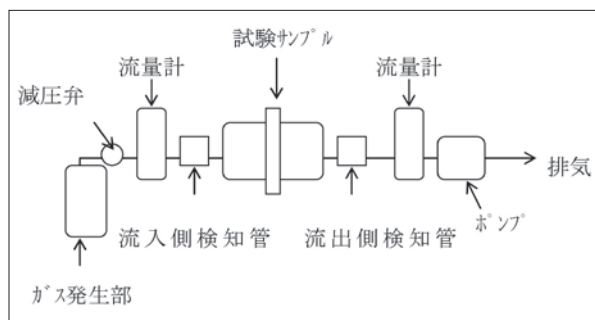 試験ｻﾝﾌﾟﾙ
流量計
流量計
減圧弁
排気
ﾎﾟﾝﾌﾟ
流入側検知管
流出側検知管
ｶﾞｽ発生部